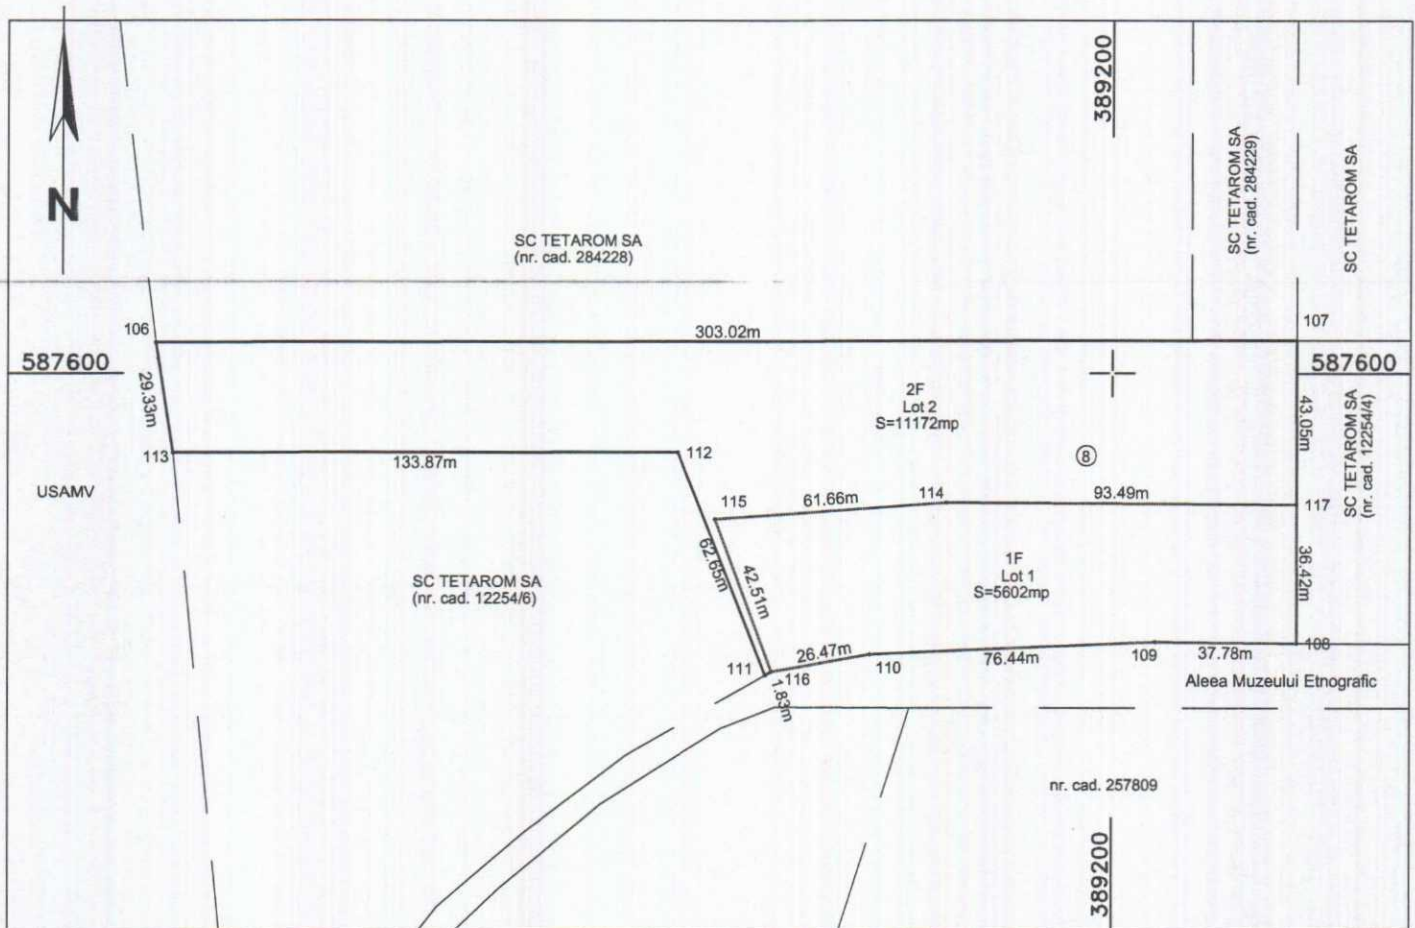 389200
SC TETAROM SA
(nr. cad. 284229)
SC TETAROM SA
N
SC TETAROM SA
(nr. cad. 284228)
106
303.02m
107
587600
587600
29.33m
2F
Lot 2
S=11172mp
43.05m
SC TETAROM SA
(nr. cad. 12254/4)
113
133.87m
112
8
USAMV
115
61.66m
114
93.49m
117
62.65m
42.51m
1F
Lot 1
S=5602mp
36.42m
SC TETAROM SA
(nr. cad. 12254/6)
111
116
26.47m
110
76.44m
109
37.78m
108
1.83m
Aleea Muzeului Etnografic
nr. cad. 257809
389200